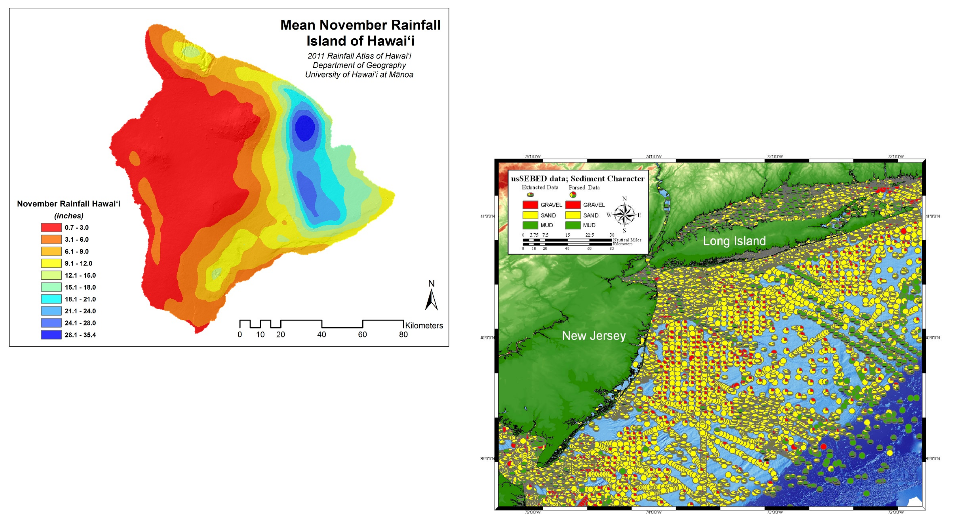 Mean November Rainfall
Island of Hawai‘i
2011 Rainfall Atlas of Hawai‘i
Department of Geography
University of Hawai‘i at Mānoa
November Rainfall Hawai‘i
(inches)
0.7 - 3.0
3.1 - 6.0
6.1 - 9.0
9.1 - 12.0
12.1 - 15.0
15.1 - 18.0
18.1 - 21.0
21.1 - 24.0
24.1 - 28.0
28.1 - 35.4
N
Kilometers
0 10 20 40 60 80
usSEBED data; Sediment Character
Extracted Data Parsed Data
GRAVEL GRAVEL
SAND SAND
MUD MUD
N
W E
S
Nautical Miles
Kilometers
Long Island
New Jersey